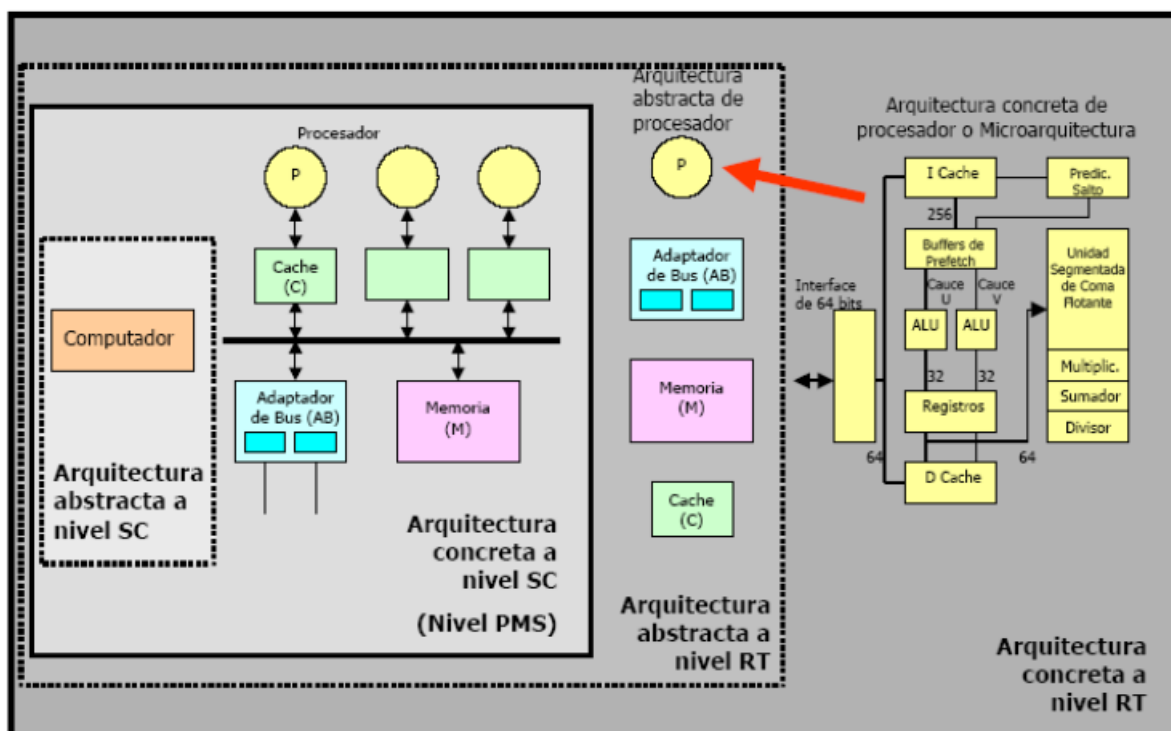 Procesador
P
Cache
(C)
Computador
Adaptador
de Bus (AB)
Memoria
(M)
Arquitectura
abstracta a
nivel SC
Arquitectura
concreta a
nivel SC
(Nivel PMS)
Arquitectura
abstracta de
procesador
P
Adaptador
de Bus (AB)
Memoria
(M)
Cache
(C)
Arquitectura
abstracta a
nivel RT
Arquitectura concreta de
procesador o Microarquitectura
I Cache
Predic.
Salto
256
Buffers de
Prefetch
Unidad
Segmentada
de Coma
Flotante
Interface
de 64 bits
Cauce
U
Cauce
V
ALU
ALU
32
32
Multiplic.
Registros
Sumador
Divisor
64
64
D Cache
Arquitectura
concreta a
nivel RT